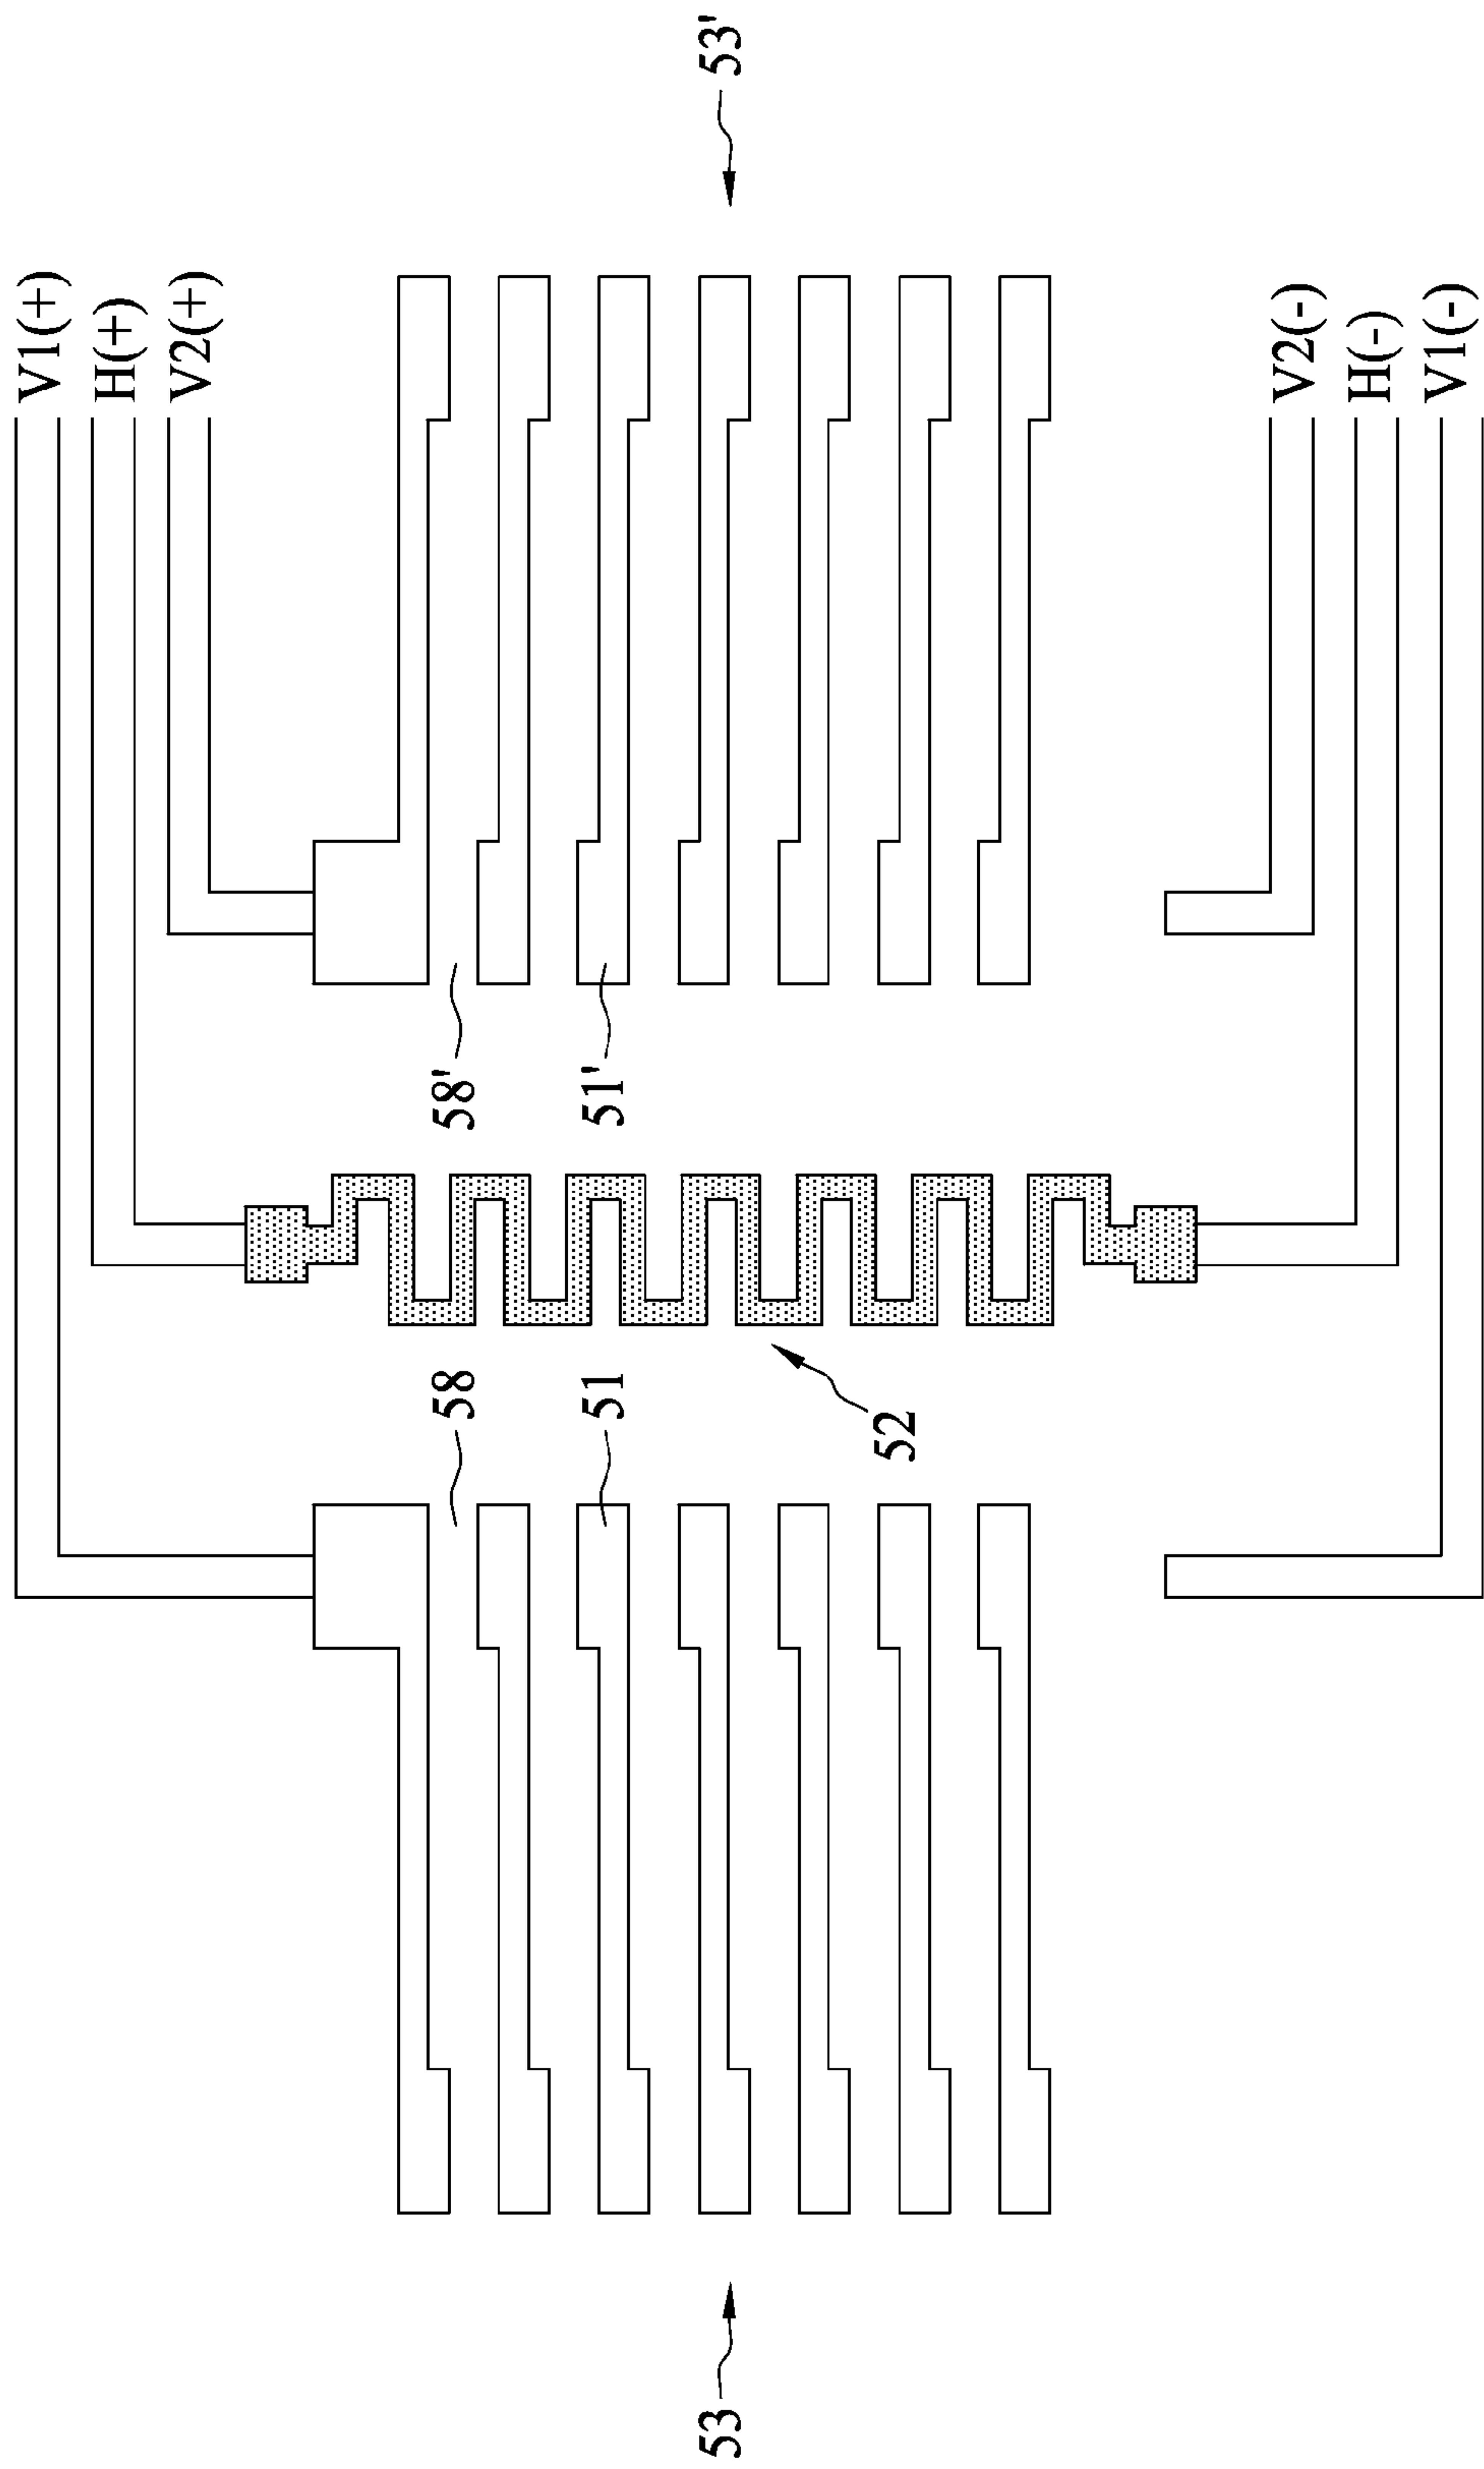 53'
V1(+)
H(+)
V2(+)
V2(-)
H(-)
V1(-)
58'
51'
58
51
52
53